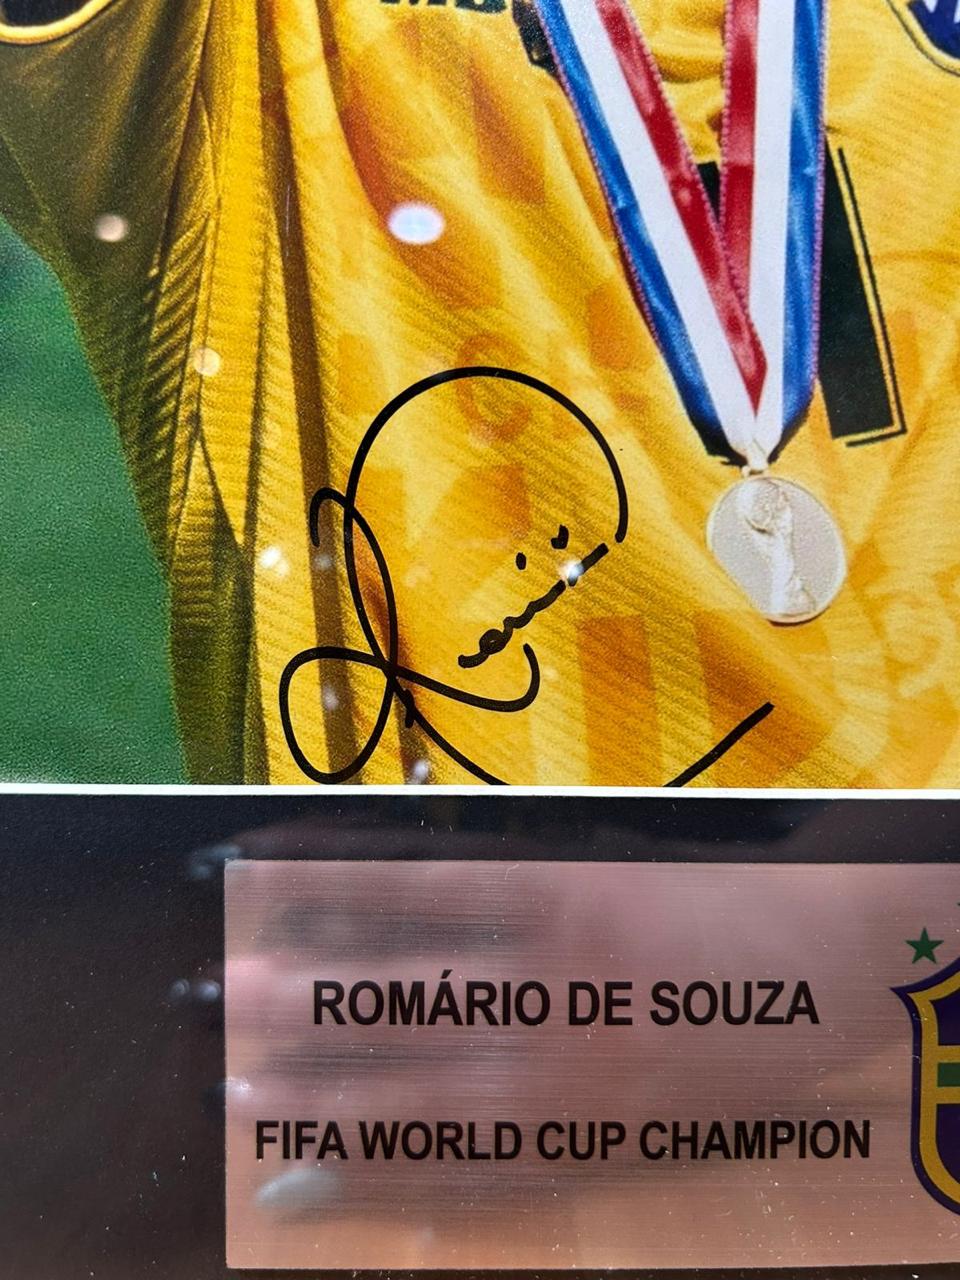 ROMÁRIO DE SOUZA
FIFA WORLD CUP CHAMPION